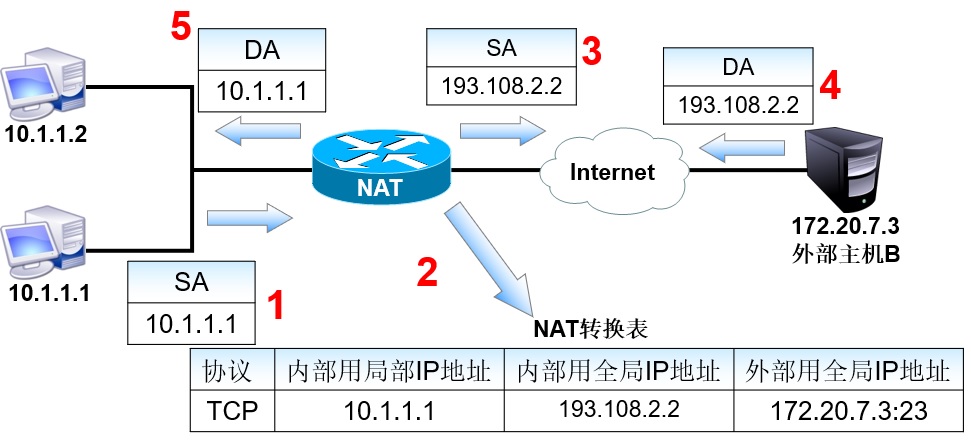 5
DA
10.1.1.1
SA
193.108.2.2
3
DA
193.108.2.2
4
10.1.1.2
NAT
Internet
172.20.7.3
外部主机B
10.1.1.1
SA
10.1.1.1
1
2
NAT转换表
协议 内部用局部IP地址 内部用全局IP地址 外部用全局IP地址
TCP 10.1.1.1 193.108.2.2 172.20.7.3:23